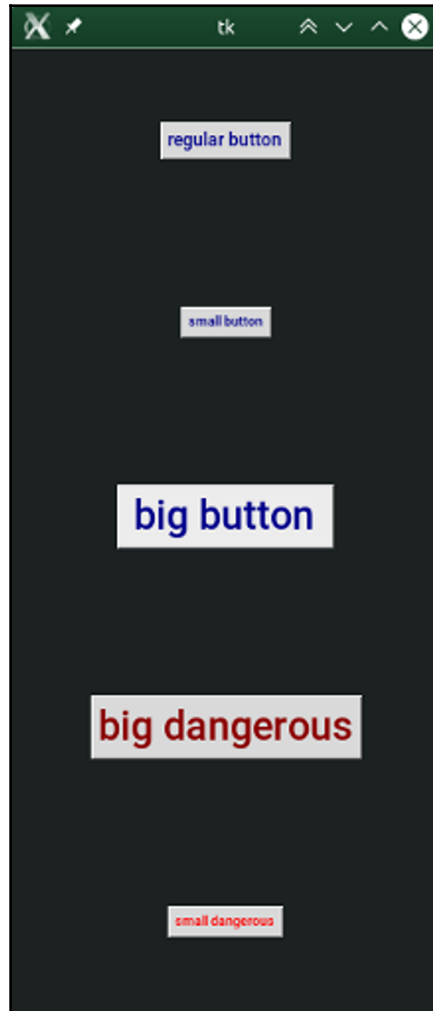 tk
regular button
small button
big button
big dangerous
small dangerous